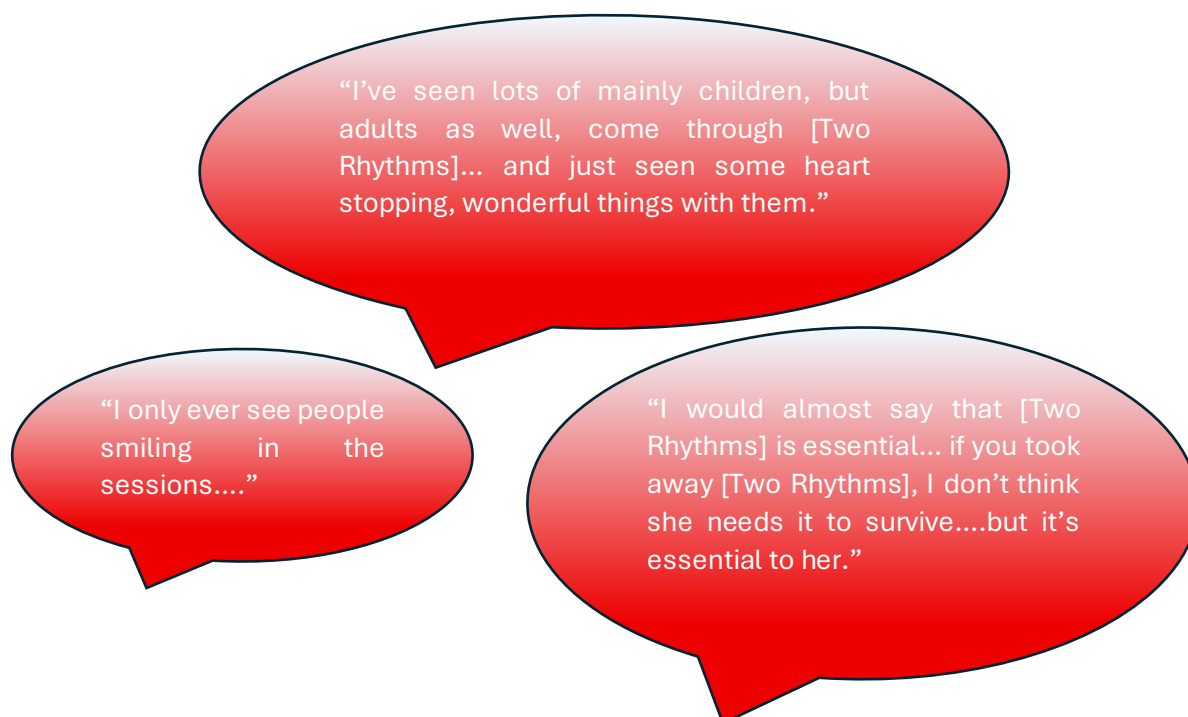 “I’ve seen lots of mainly children, but
adults as well, come through [Two
Rhythms]... and just seen some heart
stopping, wonderful things with them.”
“I only ever see people
smiling in the
sessions....”
“I would almost say that [Two
Rhythms] is essential... if you took
away [Two Rhythms], I don’t think
she needs it to survive....but it’s
essential to her.”